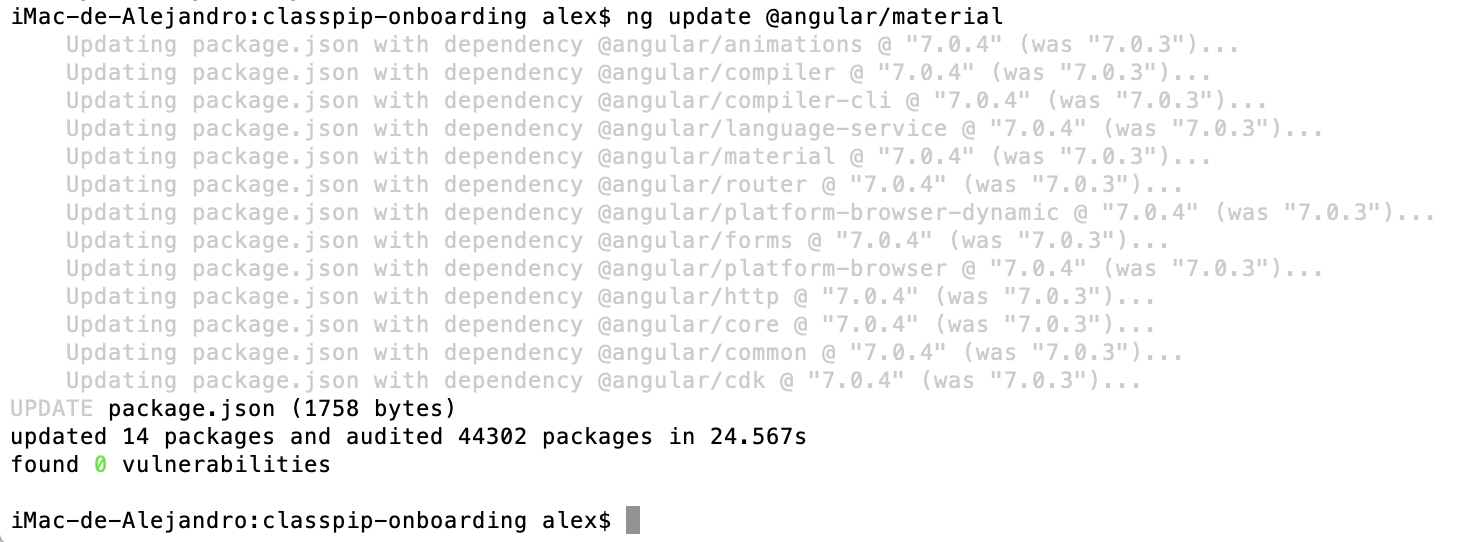 iMac-de-Alejandro:classpip-onboarding alex$ ng update @angular/material
Updating package.json with dependency @angular/animations @ "7.0.4" (was "7.0.3")...
Updating package.json with dependency @angular/compiler @ "7.0.4" (was "7.0.3")...
Updating package.json with dependency @angular/compiler-cli @ "7.0.4" (was "7.0.3")...
Updating package.json with dependency @angular/language-service @ "7.0.4" (was "7.0.3")...
Updating package.json with dependency @angular/material @ "7.0.4" (was "7.0.3")...
Updating package.json with dependency @angular/router @ "7.0.4" (was "7.0.3")...
Updating package.json with dependency @angular/platform-browser-dynamic @ "7.0.4" (was "7.0.3")...
Updating package.json with dependency @angular/forms @ "7.0.4" (was "7.0.3")...
Updating package.json with dependency @angular/platform-browser @ "7.0.4" (was "7.0.3")...
Updating package.json with dependency @angular/http @ "7.0.4" (was "7.0.3")...
Updating package.json with dependency @angular/core @ "7.0.4" (was "7.0.3")...
Updating package.json with dependency @angular/common @ "7.0.4" (was "7.0.3")...
Updating package.json with dependency @angular/cdk @ "7.0.4" (was "7.0.3")...
UPDATE package.json (1758 bytes)
updated 14 packages and audited 44302 packages in 24.567s
found 0 vulnerabilities
iMac-de-Alejandro:classpip-onboarding alex$